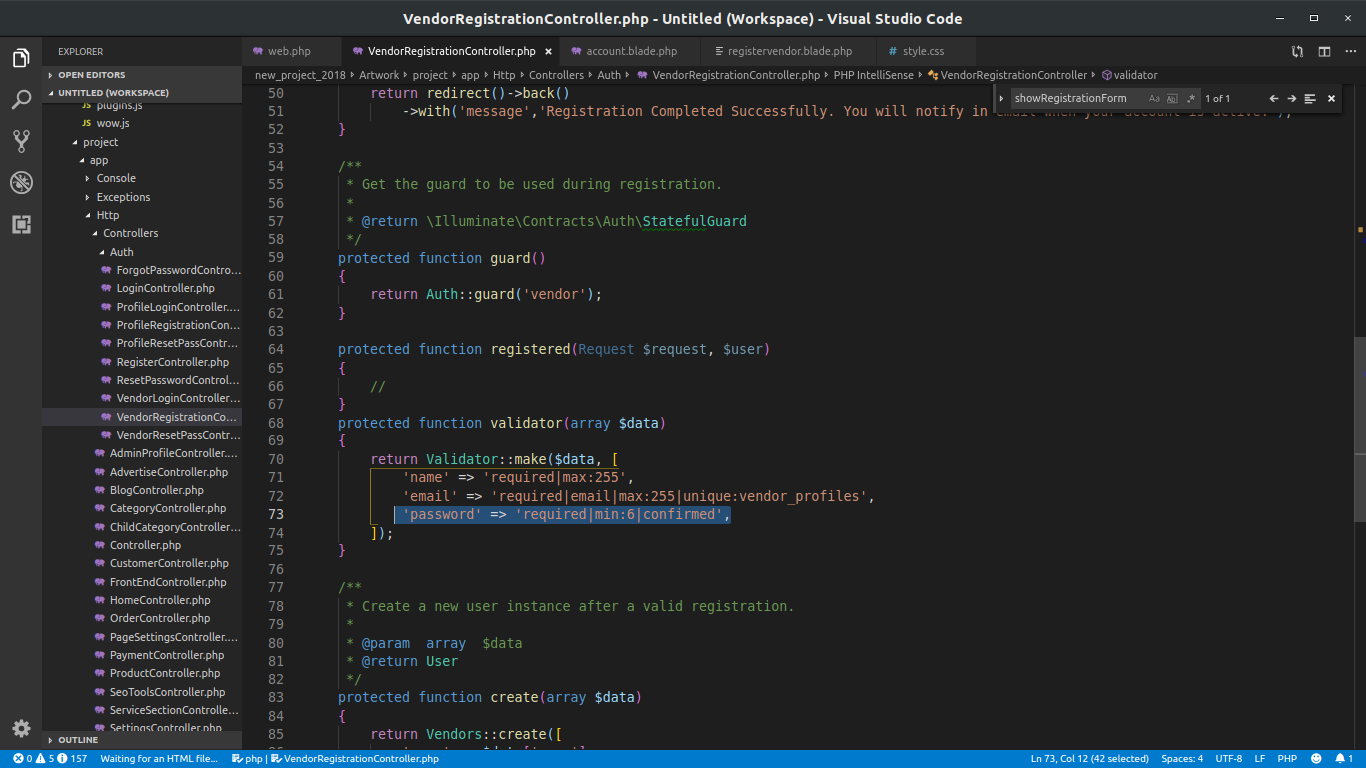 VendorRegistrationController.php - Untitled (Workspace) - Visual Studio Code
EXPLORER
web.php
VendorRegistrationController.php ×
account.blade.php
registervendor.blade.php
style.css
new_project_2018 Artwork project app Http Controllers Auth VendorRegistrationController.php PHP IntelliSense VendorRegistrationController validator
showRegistrationForm Aa Ab| .* 1 of 1
OPEN EDITORS
UNTITLED (WORKSPACE)
JS plugins.js
JS wow.js
project
app
Console
Exceptions
Http
Controllers
Auth
ForgotPasswordContro...
LoginController.php
ProfileLoginController....
ProfileRegistrationCon...
ProfileResetPassContr...
RegisterController.php
ResetPasswordControl...
VendorLoginController...
VendorRegistrationCo...
VendorResetPassContr...
AdminProfileController....
AdvertiseController.php
BlogController.php
CategoryController.php
ChildCategoryControll...
Controller.php
CustomerController.php
FrontEndController.php
HomeController.php
OrderController.php
PageSettingsController....
PaymentController.php
ProductController.php
SeoToolsController.php
ServiceSectionControlle...
SettingsController.php
OUTLINE
50 return redirect()->back()
51 ->with('message','Registration Completed Successfully. You will notify in email when your account is active.');
52 }
53
54 /**
55 * Get the guard to be used during registration.
56 *
57 * @return \Illuminate\Contracts\Auth\StatefulGuard
58 */
59 protected function guard()
60 {
61 return Auth::guard('vendor');
62 }
63
64 protected function registered(Request $request, $user)
65 {
66 //
67 }
68 protected function validator(array $data)
69 {
70 return Validator::make($data, [
71 'name' => 'required|max:255',
72 'email' => 'required|email|max:255|unique:vendor_profiles',
73 'password' => 'required|min:6|confirmed',
74 ]);
75 }
76
77 /**
78 * Create a new user instance after a valid registration.
79 *
80 * @param array $data
81 * @return User
82 */
83 protected function create(array $data)
84 {
85 return Vendors::create([
0 5 157 Waiting for an HTML file... php | VendorRegistrationController.php Ln 73, Col 12 (42 selected) Spaces: 4 UTF-8 LF PHP 1